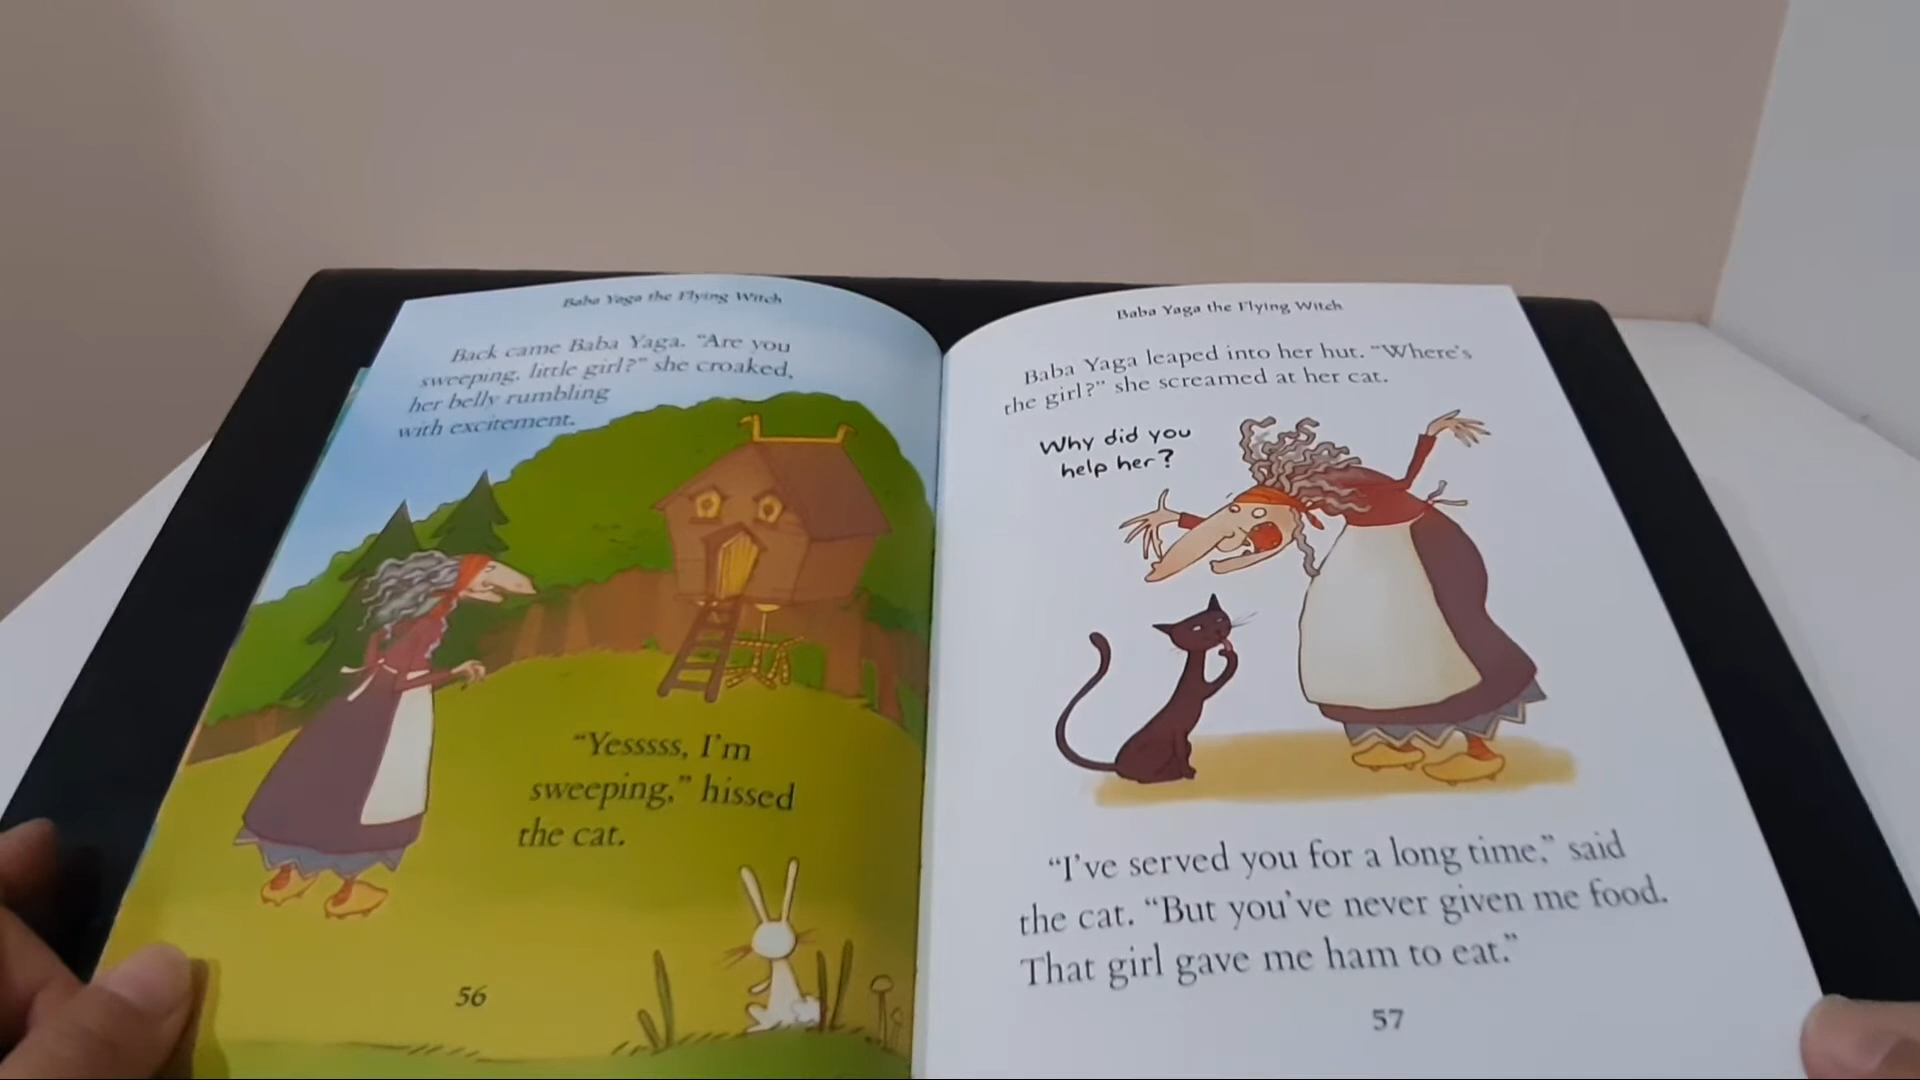 Baba Yaga the Flying Witch
Back came Baba Yaga. “Are you
sweeping, little girl?” she croaked,
her belly rumbling
with excitement.
“Yesssss, I’m
sweeping,” hissed
the cat.
56
Baba Yaga the Flying Witch
Baba Yaga leaped into her hut. “Where’s
the girl?” she screamed at her cat.
Why did you
help her?
“I’ve served you for a long time,” said
the cat. “But you’ve never given me food.
That girl gave me ham to eat.”
57